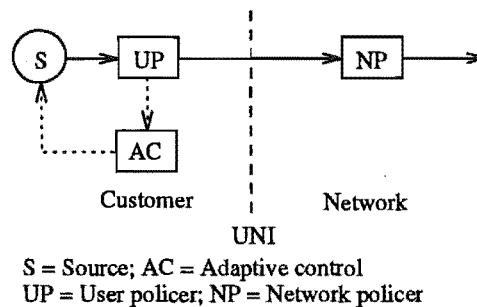 S
UP
NP
AC
Customer
Network
UNI
S = Source; AC = Adaptive control
UP = User policer; NP = Network policer